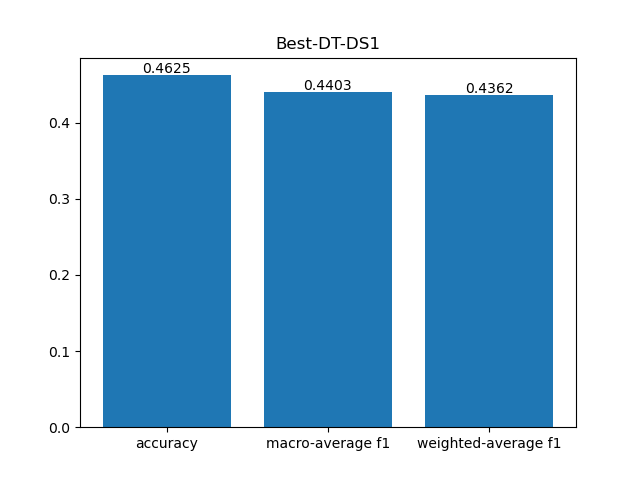 Best-DT-DS1
0.4625
0.4403
0.4362
0.4
0.3
0.2
0.1
0.0
accuracy
macro-average f1
weighted-average f1